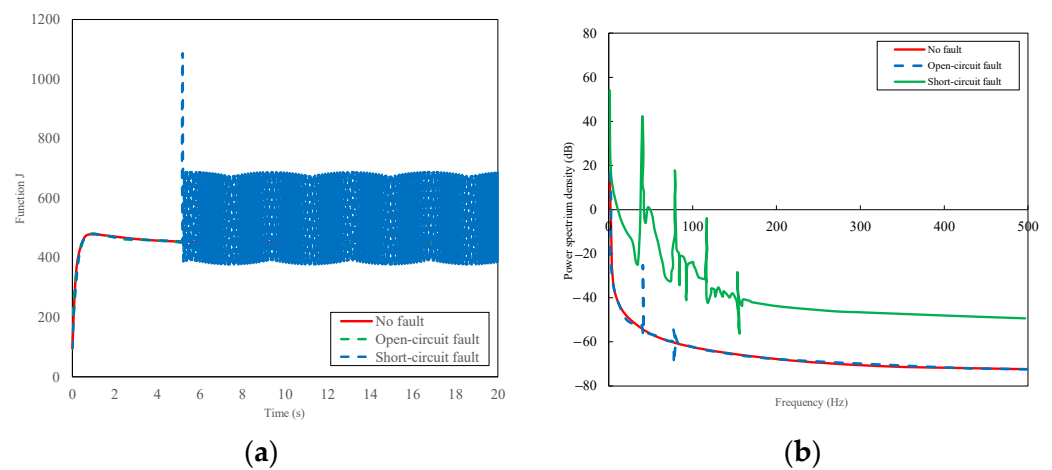 1200
1000
800
600
400
200
0
Function J
0 2 4 6 8 10 12 14 16 18 20
Time (s)
No fault
Open-circuit fault
Short-circuit fault
(a)
80
60
40
20
0
−20
−40
−60
−80
Power spectrium density (dB)
0 100 200 300 400 500
Frequency (Hz)
No fault
Open-circuit fault
Short-circuit fault
(b)